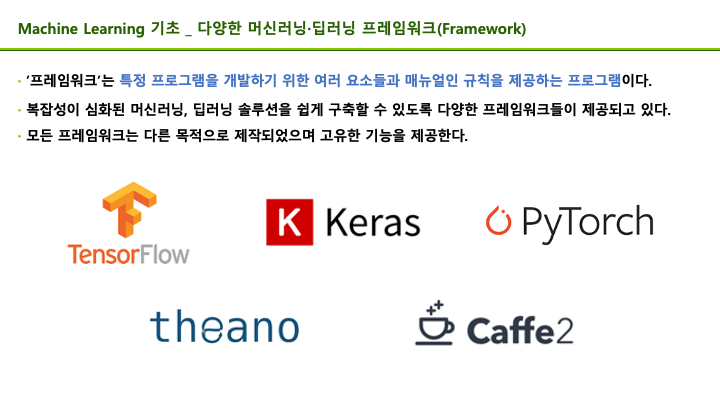 Machine Learning 기초 _ 다양한 머신러닝·딥러닝 프레임워크(Framework)
· '프레임워크'는 특정 프로그램을 개발하기 위한 여러 요소들과 매뉴얼인 규칙을 제공하는 프로그램이다.
· 복잡성이 심화된 머신러닝, 딥러닝 솔루션을 쉽게 구축할 수 있도록 다양한 프레임워크들이 제공되고 있다.
· 모든 프레임워크는 다른 목적으로 제작되었으며 고유한 기능을 제공한다.
TensorFlow
K Keras
PyTorch
theano
Caffe2